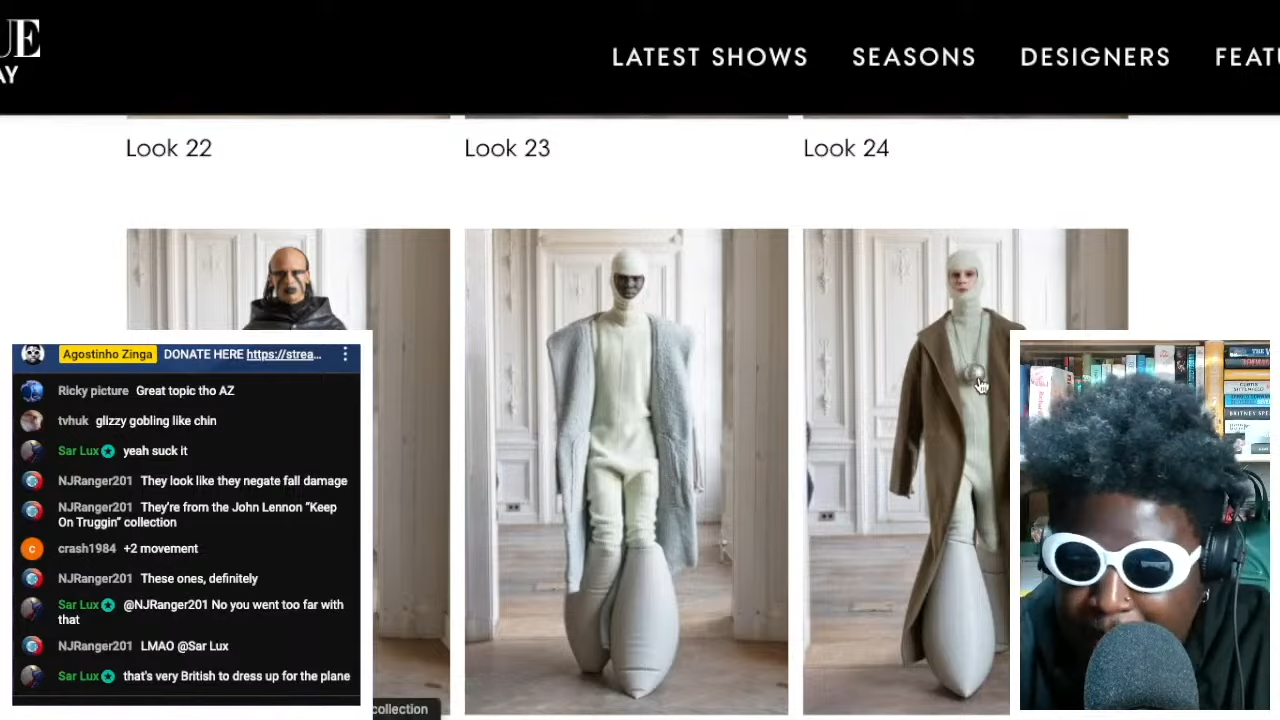 UE
AY
LATEST SHOWS SEASONS DESIGNERS FEATU
Look 22 Look 23 Look 24
Agostinho Zinga DONATE HERE https://strea...
Ricky picture Great topic tho AZ
tvhuk glizzy gobling like chin
Sar Lux yeah suck it
NJRanger201 They look like they negate fall damage
NJRanger201 They're from the John Lennon "Keep
On Truggin" collection
crash1984 +2 movement
NJRanger201 These ones, definitely
Sar Lux @NJRanger201 No you went too far with
that
NJRanger201 LMAO @Sar Lux
Sar Lux that's very British to dress up for the plane
collection
BRITNEY SPE